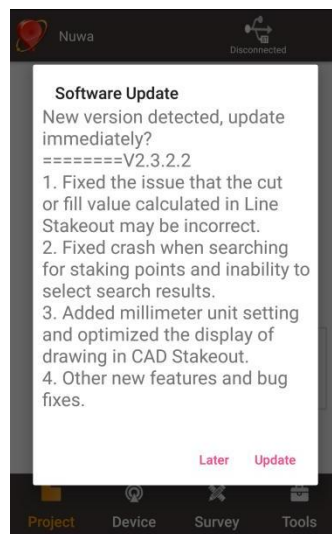 Nuwa
Disconnected
Software Update
New version detected, update
immediately?
========V2.3.2.2
1. Fixed the issue that the cut
or fill value calculated in Line
Stakeout may be incorrect.
2. Fixed crash when searching
for staking points and inability to
select search results.
3. Added millimeter unit setting
and optimized the display of
drawing in CAD Stakeout.
4. Other new features and bug
fixes.
Later Update
Project Device Survey Tools